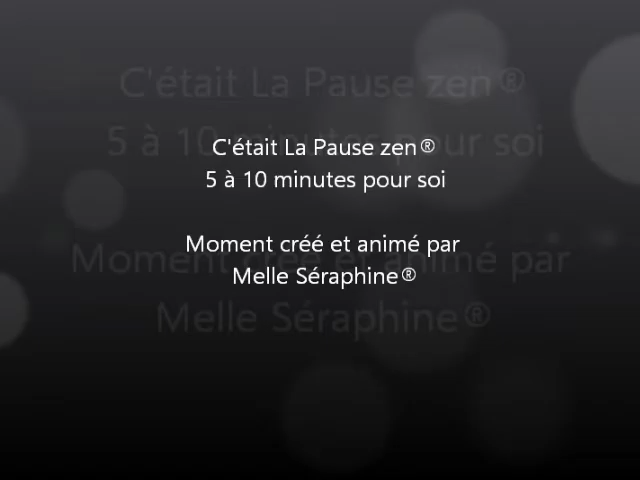 C'était La Pause zen®
5 à 10 minutes pour soi
Moment créé et animé par
Melle Séraphine®